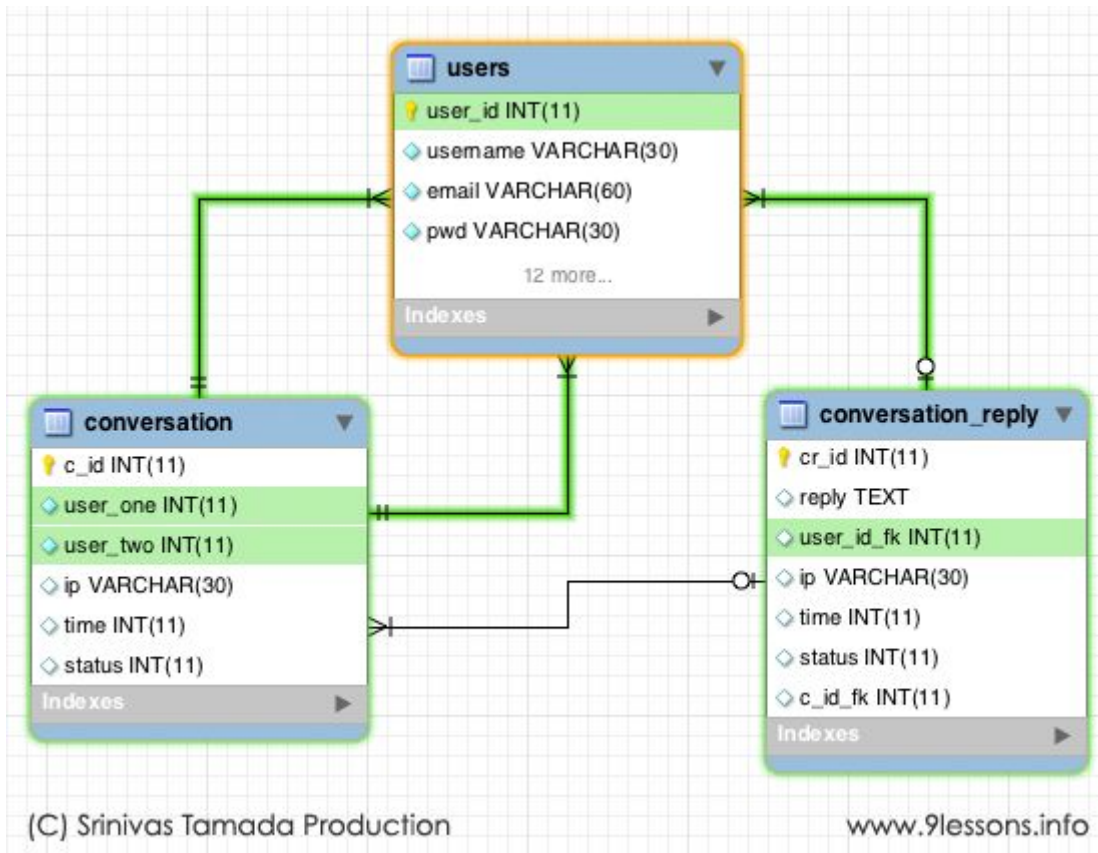 users
user_id INT(11)
username VARCHAR(30)
email VARCHAR(60)
pwd VARCHAR(30)
12 more...
Indexes
conversation
c_id INT(11)
user_one INT(11)
user_two INT(11)
ip VARCHAR(30)
time INT(11)
status INT(11)
Indexes
conversation_reply
cr_id INT(11)
reply TEXT
user_id_fk INT(11)
ip VARCHAR(30)
time INT(11)
status INT(11)
c_id_fk INT(11)
Indexes
(C) Srinivas Tamada Production
www.9lessons.info